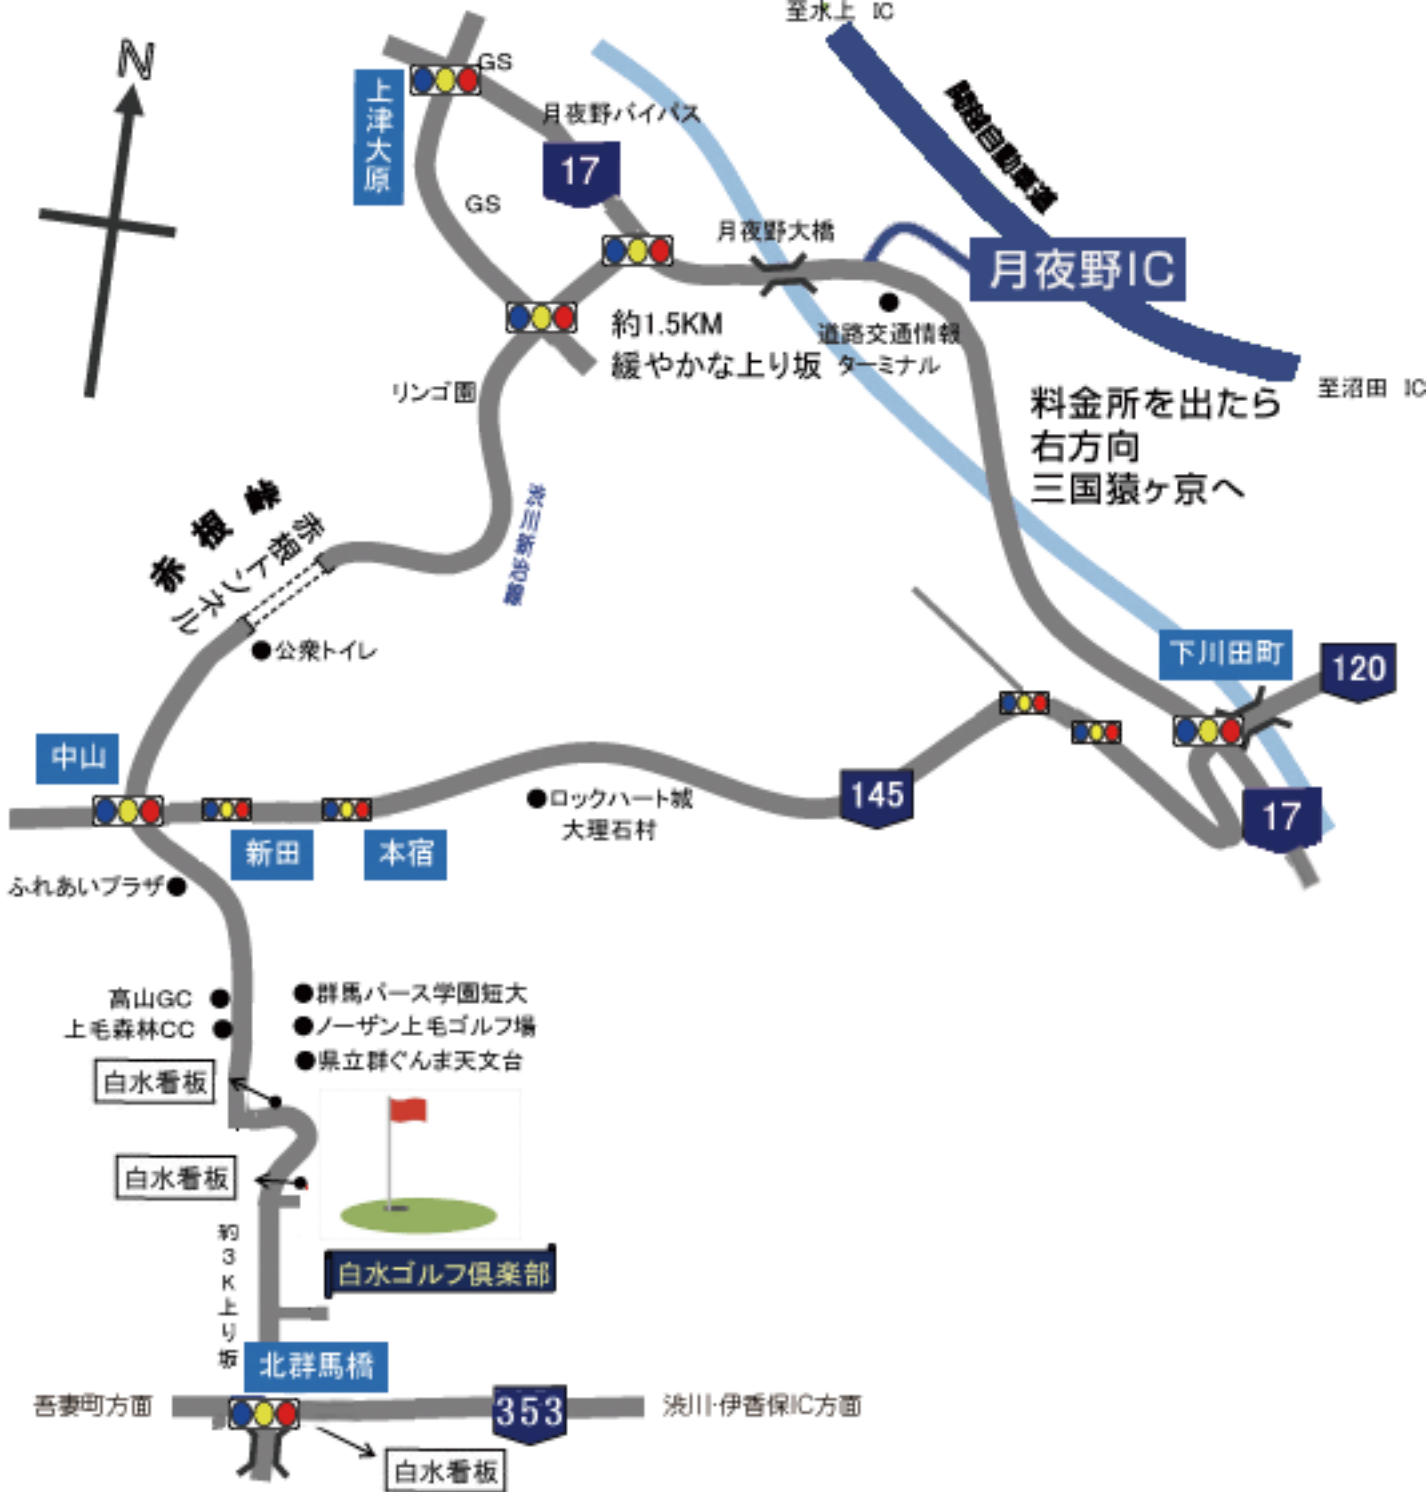 至水上 IC
N
GS
上津大原
月夜野バイパス
関越自動車道
17
GS
月夜野大橋
月夜野IC
約1.5KM
緩やかな上り坂
道路交通情報
ターミナル
至沼田 IC
リンゴ園
料金所を出たら
右方向
三国猿ヶ京へ
赤根峠
赤根トンネル
公衆トイレ
下川田町
120
中山
145
ロックハート城
大理石村
17
新田
本宿
ふれあいプラザ
高山GC
上毛森林CC
群馬パース学園短大
ノーザン上毛ゴルフ場
県立群ぐんま天文台
白水看板
白水看板
約3K上り坂
白水ゴルフ倶楽部
北群馬橋
吾妻町方面
353
渋川·伊香保IC方面
白水看板